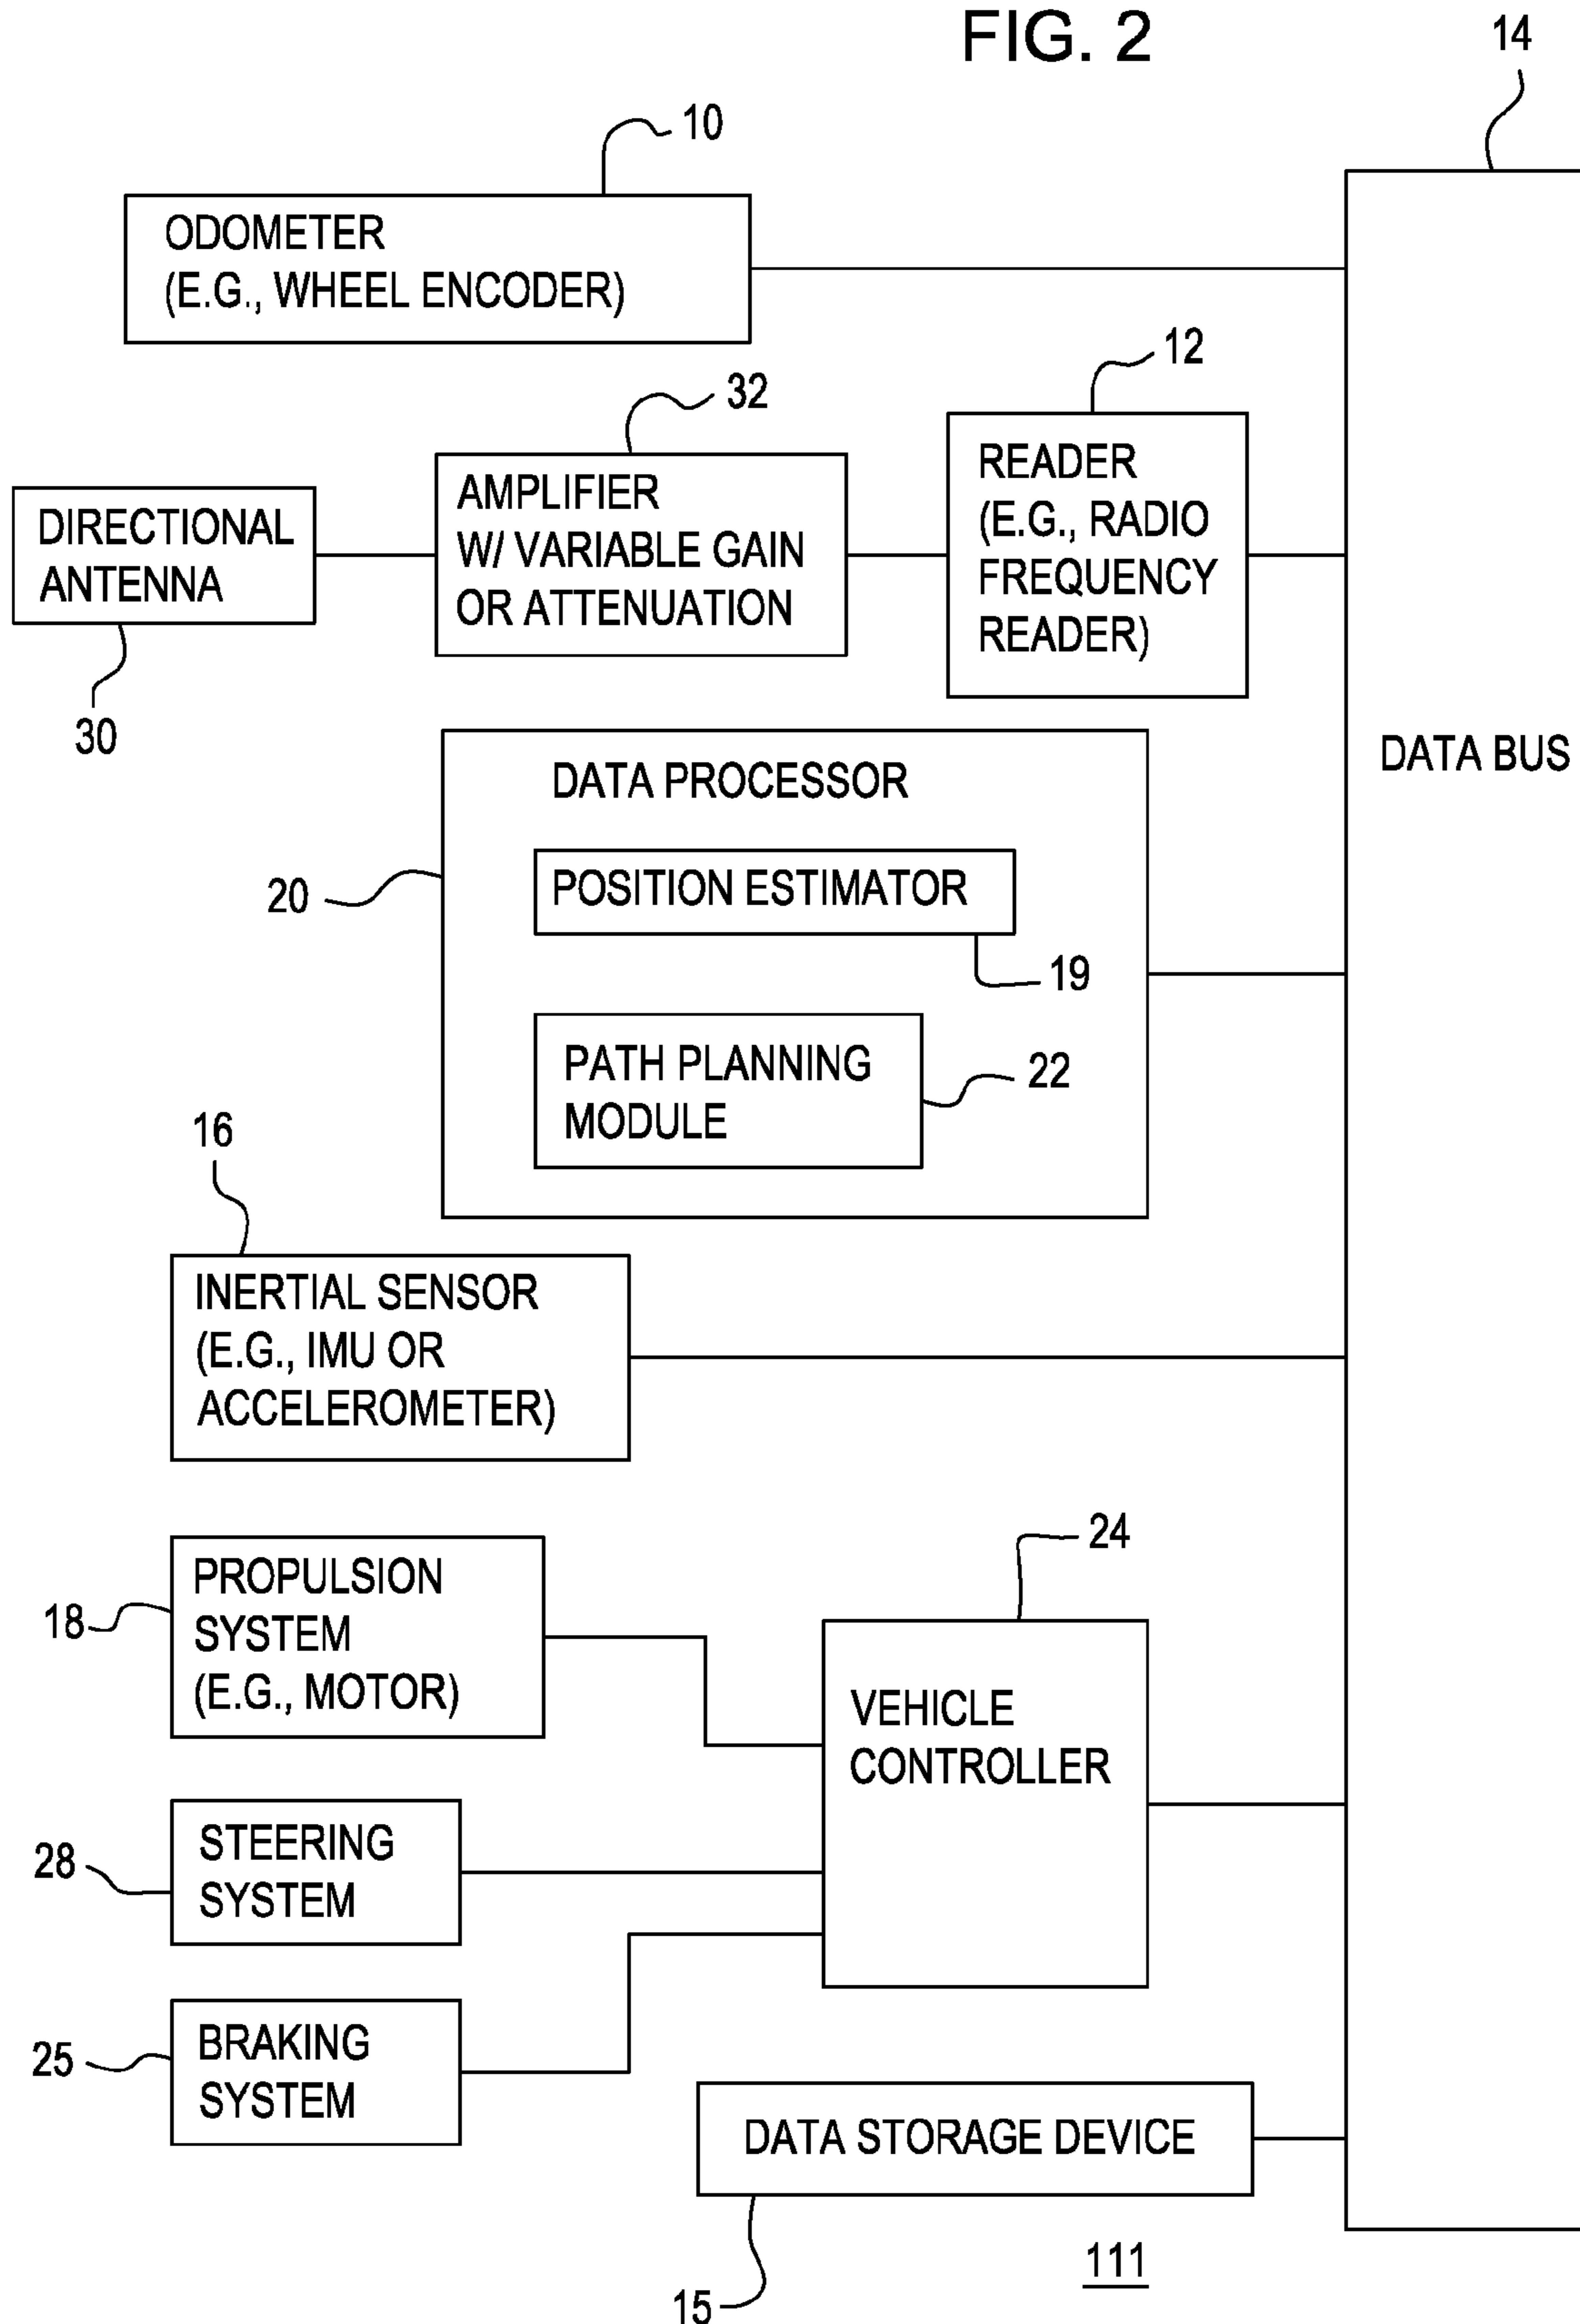 FIG. 2
14
10
ODOMETER
(E.G., WHEEL ENCODER)
12
32
READER
(E.G., RADIO
FREQUENCY
READER)
AMPLIFIER
W/ VARIABLE GAIN
OR ATTENUATION
DIRECTIONAL
ANTENNA
30
DATA BUS
DATA PROCESSOR
20
POSITION ESTIMATOR
19
PATH PLANNING
MODULE
22
16
INERTIAL SENSOR
(E.G., IMU OR
ACCELEROMETER)
24
18
PROPULSION
SYSTEM
(E.G., MOTOR)
VEHICLE
CONTROLLER
28
STEERING
SYSTEM
25
BRAKING
SYSTEM
DATA STORAGE DEVICE
15
111